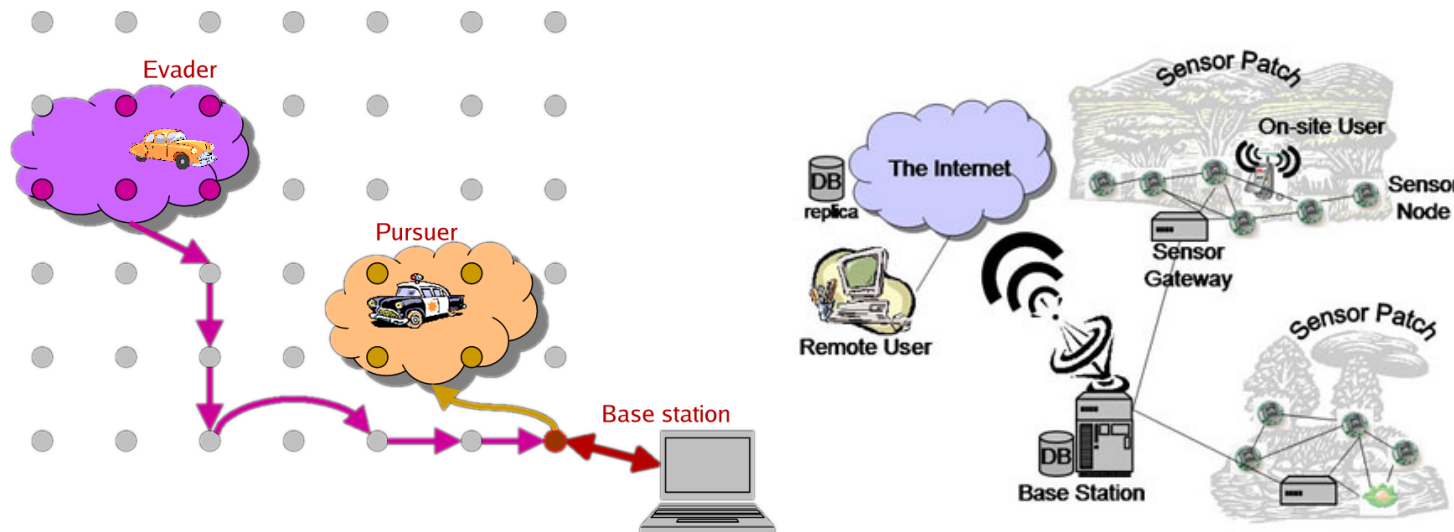 Evader
Pursuer
Base station
Sensor Patch
On-site User
The Internet
DB
replica
Sensor
Node
Sensor
Gateway
Remote User
Sensor Patch
DB
Base Station